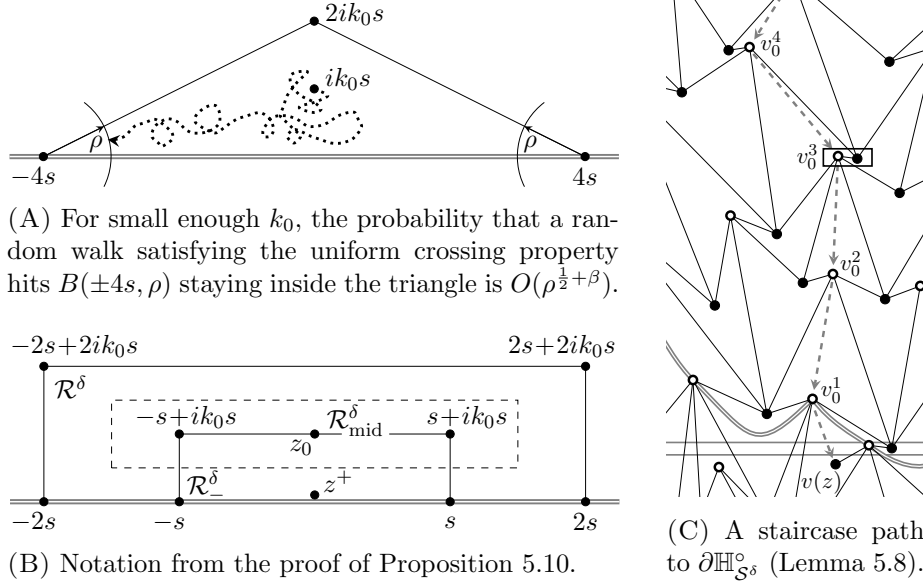 2ik₀s
ik₀s
ρ
ρ
−4s
4s
(A) For small enough k₀, the probability that a ran-
dom walk satisfying the uniform crossing property
hits B(±4s, ρ) staying inside the triangle is O(ρ^{1/2+β}).
−2s+2ik₀s
2s+2ik₀s
ℛ^δ
−s+ik₀s
ℛ^δ_mid
s+ik₀s
z₀
ℛ^δ_−
z⁺
−2s
−s
s
2s
(B) Notation from the proof of Proposition 5.10.
v₀⁴
v₀³
v₀²
v₀¹
v(z)
(C) A staircase path
to ∂ℍ°_{𝒮^δ} (Lemma 5.8).